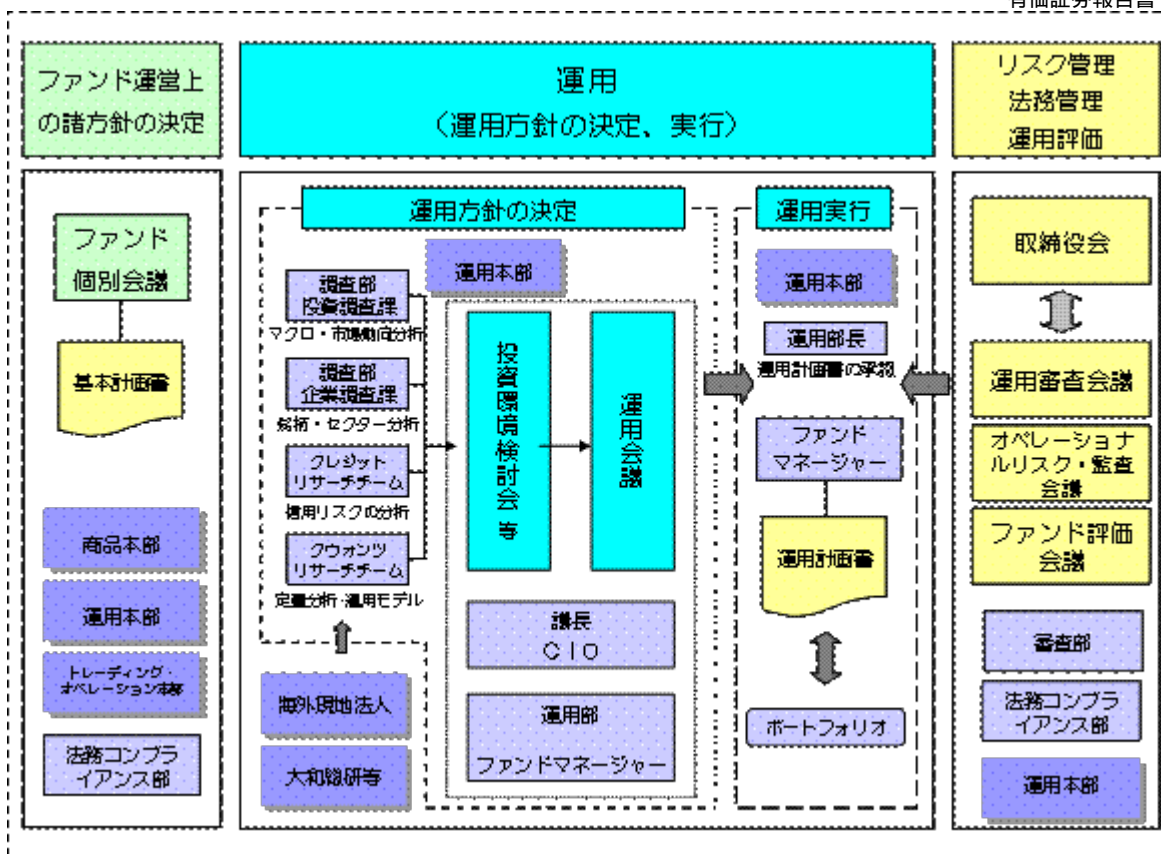 有価証券報告書
ファンド運営上
の諸方針の決定
運用
(運用方針の決定、実行)
リスク管理
法務管理
運用評価
ファンド
個別会議
基本計画書
商品本部
運用本部
トレーディング・
オペレーション本部
法務コンプラ
イアンス部
運用方針の決定
運用本部
調査部
投資調査課
マクロ・市場動向分析
調査部
企業調査課
銘柄・セクター分析
クレジット
リサーチチーム
信用リスクの分析
クウォンツ
リサーチチーム
定量分析・運用モデル
海外現地法人
大和総研等
投資環境検討会等
運用会議
議長
CIO
運用部
ファンドマネージャー
運用実行
運用本部
運用部長
運用計画書の承認
ファンド
マネージャー
運用計画書
ポートフォリオ
取締役会
運用審査会議
オペレーショナ
ルリスク・監査
会議
ファンド評価
会議
審査部
法務コンプラ
イアンス部
運用本部